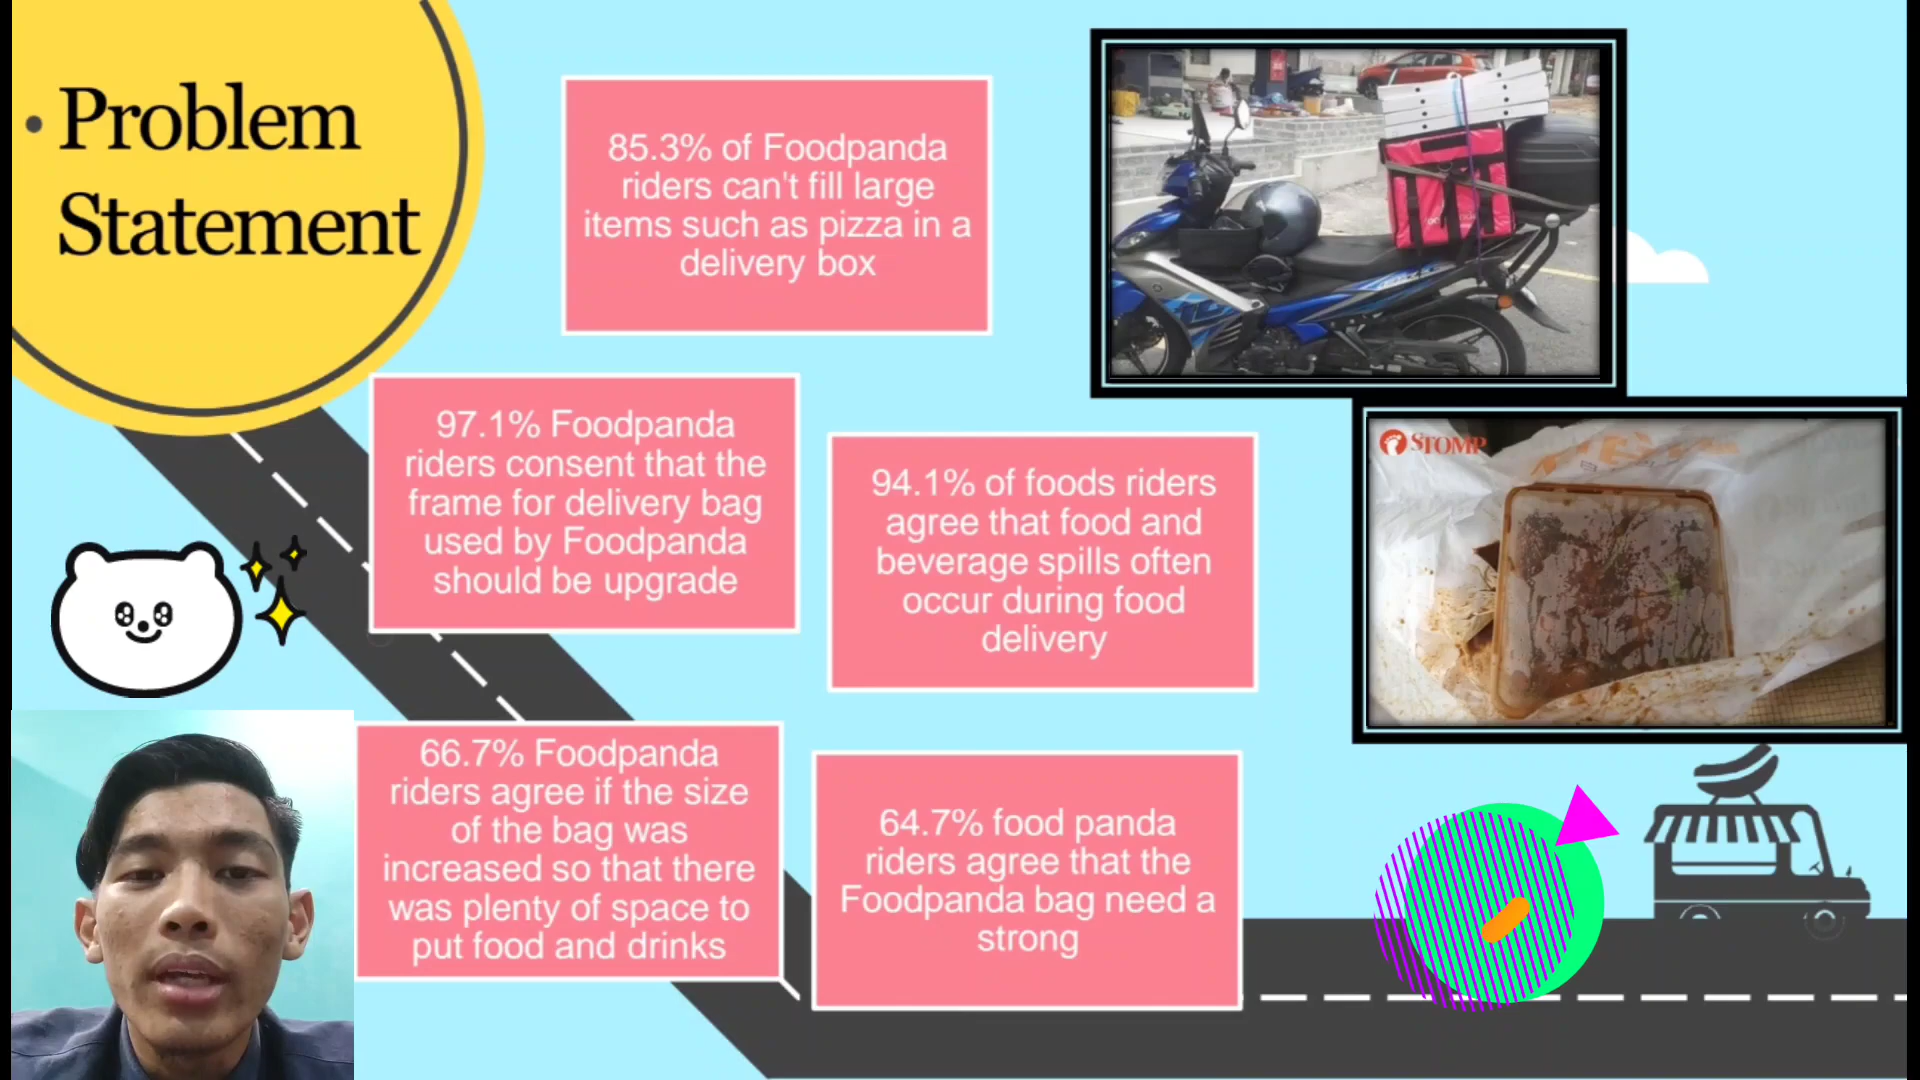 • Problem
Statement
85.3% of Foodpanda
riders can't fill large
items such as pizza in a
delivery box
97.1% Foodpanda
riders consent that the
frame for delivery bag
used by Foodpanda
should be upgrade
94.1% of foods riders
agree that food and
beverage spills often
occur during food
delivery
66.7% Foodpanda
riders agree if the size
of the bag was
increased so that there
was plenty of space to
put food and drinks
64.7% food panda
riders agree that the
Foodpanda bag need a
strong
STOMP